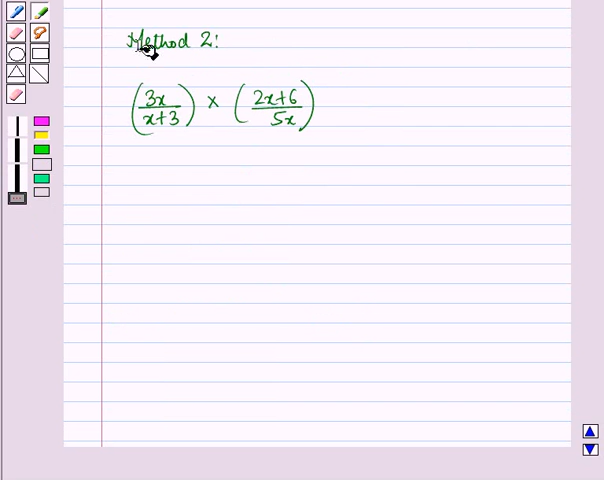 Method 2:
(3x/x+3) × (2x+6/5x)